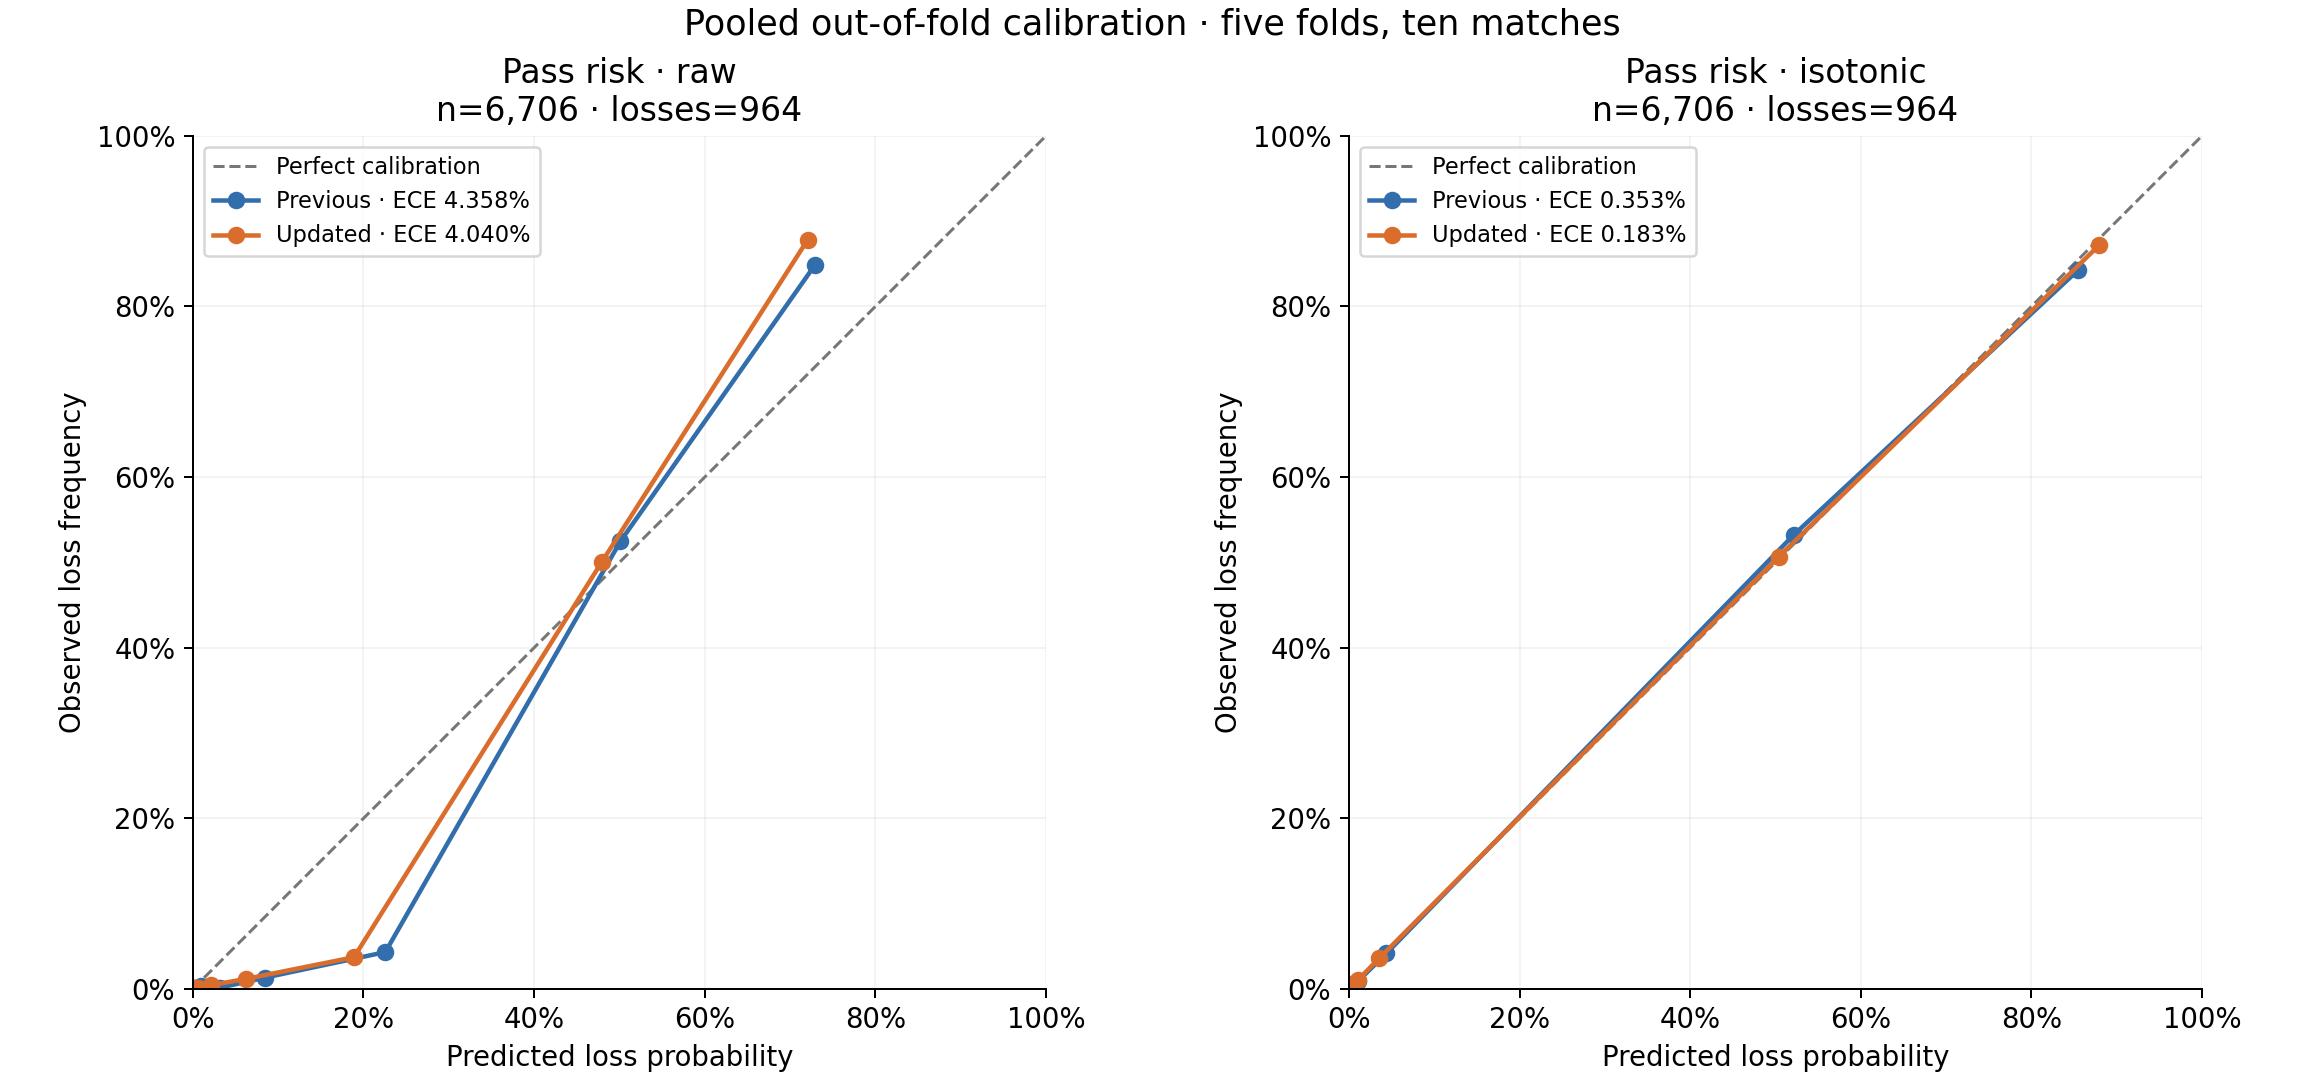 Pooled out-of-fold calibration · five folds, ten matches
Pass risk · raw
n=6,706 · losses=964
100%
80%
60%
40%
20%
0%
Observed loss frequency
Perfect calibration
Previous · ECE 4.358%
Updated · ECE 4.040%
0% 20% 40% 60% 80% 100%
Predicted loss probability
Pass risk · isotonic
n=6,706 · losses=964
100%
80%
60%
40%
20%
0%
Observed loss frequency
Perfect calibration
Previous · ECE 0.353%
Updated · ECE 0.183%
0% 20% 40% 60% 80% 100%
Predicted loss probability